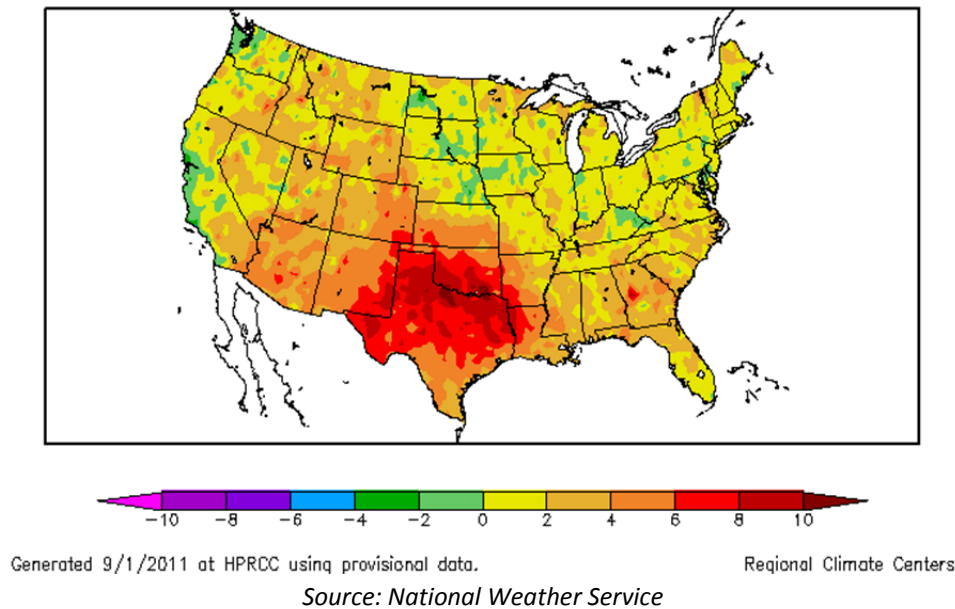 -10 -8 -6 -4 -2 0 2 4 6 8 10
Generated 9/1/2011 at HPRCC using provisional data. Regional Climate Centers
Source: National Weather Service